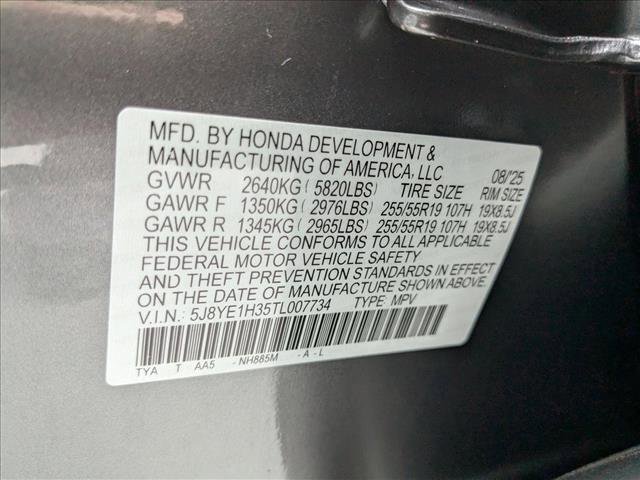 MFD. BY HONDA DEVELOPMENT &
MANUFACTURING OF AMERICA, LLC 08/'25
GVWR 2640KG ( 5820LBS) TIRE SIZE RIM SIZE
GAWR F 1350KG ( 2976LBS) 255/55R19 107H 19X8.5J
GAWR R 1345KG ( 2965LBS) 255/55R19 107H 19X8.5J
THIS VEHICLE CONFORMS TO ALL APPLICABLE
FEDERAL MOTOR VEHICLE SAFETY
AND THEFT PREVENTION STANDARDS IN EFFECT
ON THE DATE OF MANUFACTURE SHOWN ABOVE.
V.I.N.: 5J8YE1H35TL007734 TYPE: MPV
TYA T AA5 - NH885M - A - L